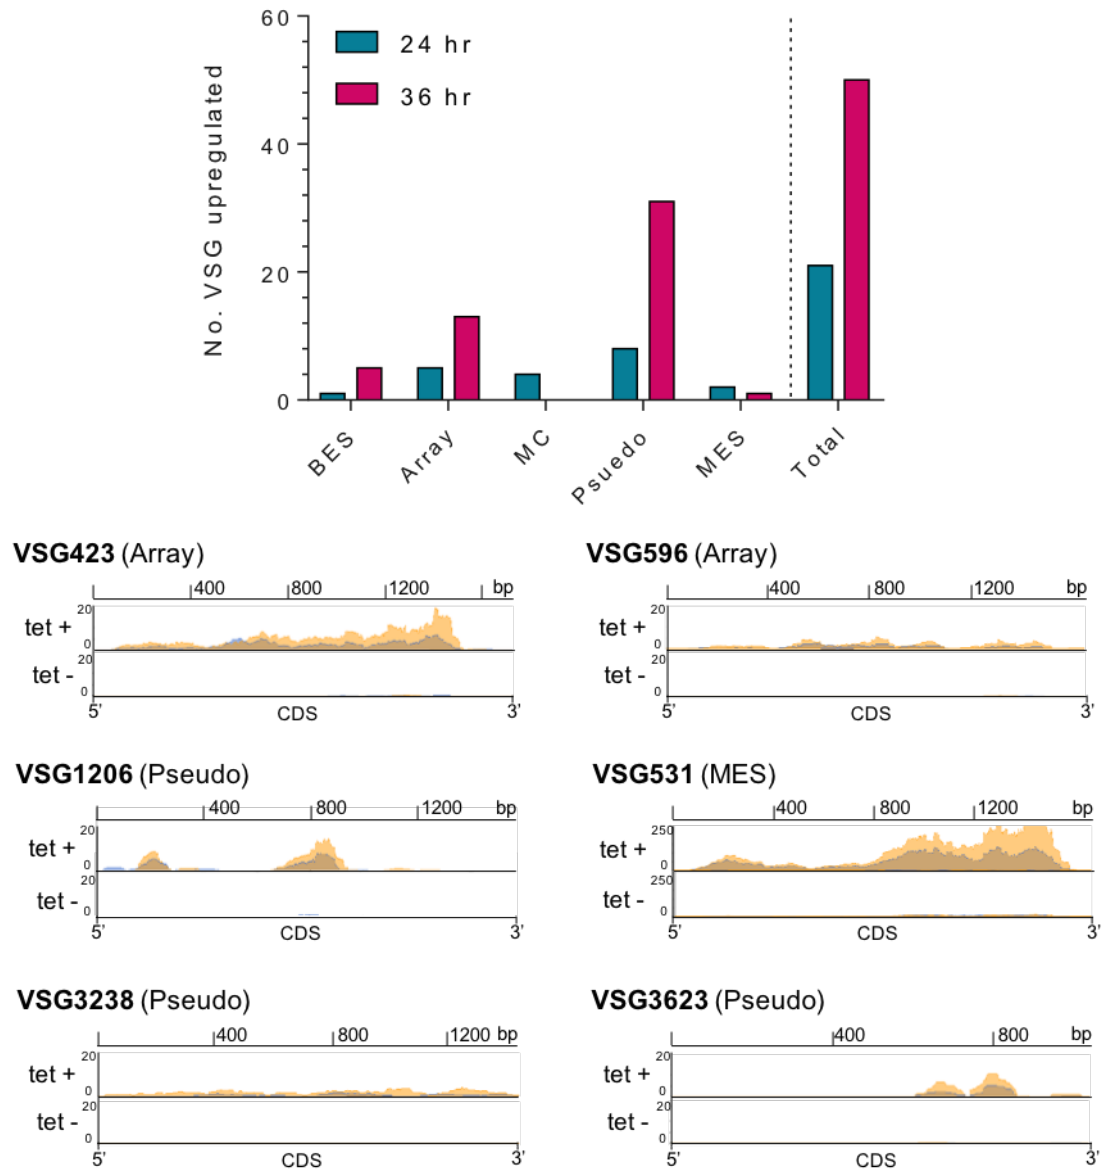 60
24 hr
36 hr
40
No. VSG upregulated
20
0
BES
Array
MC
Psuedo
MES
Total
VSG423 (Array)
400 800 1200 bp
20
tet +
0
20
tet -
0
5' CDS 3'
VSG596 (Array)
400 800 1200 bp
20
tet +
0
20
tet -
0
5' CDS 3'
VSG1206 (Pseudo)
400 800 1200 bp
20
tet +
0
20
tet -
0
5' CDS 3'
VSG531 (MES)
400 800 1200 bp
250
tet +
0
250
tet -
0
5' CDS 3'
VSG3238 (Pseudo)
400 800 1200 bp
20
tet +
0
20
tet -
0
5' CDS 3'
VSG3623 (Pseudo)
400 800 bp
20
tet +
0
20
tet -
0
5' CDS 3'